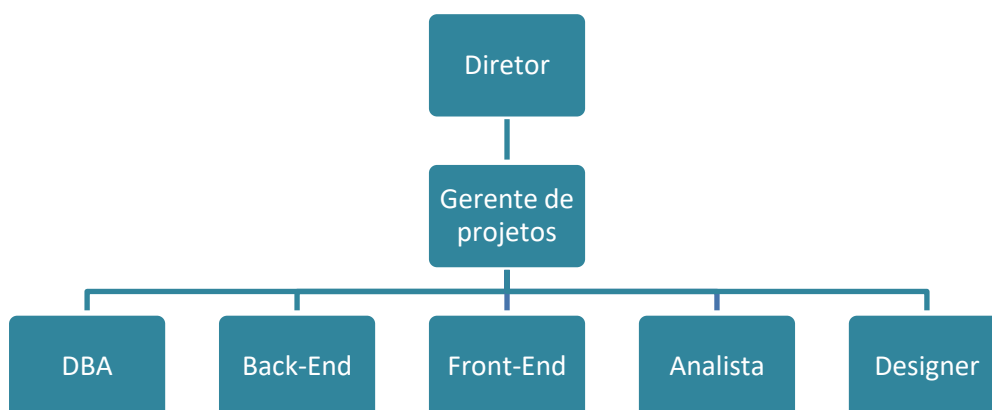 Diretor
Gerente de
projetos
DBA
Back-End
Front-End
Analista
Designer